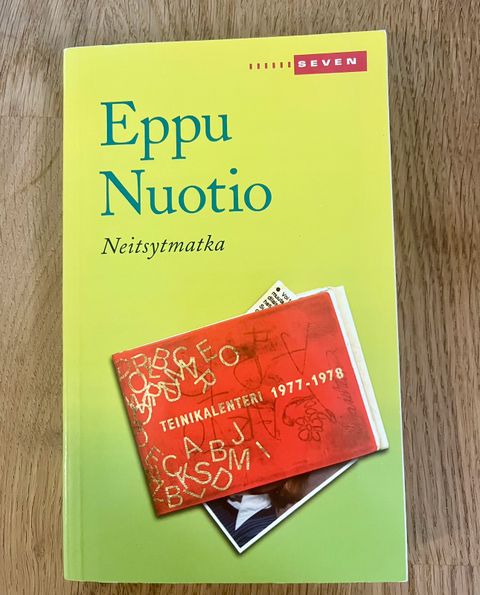 SEVEN
Eppu
Nuotio
Neitsytmatka
TEINIKALENTERI 1977-1978